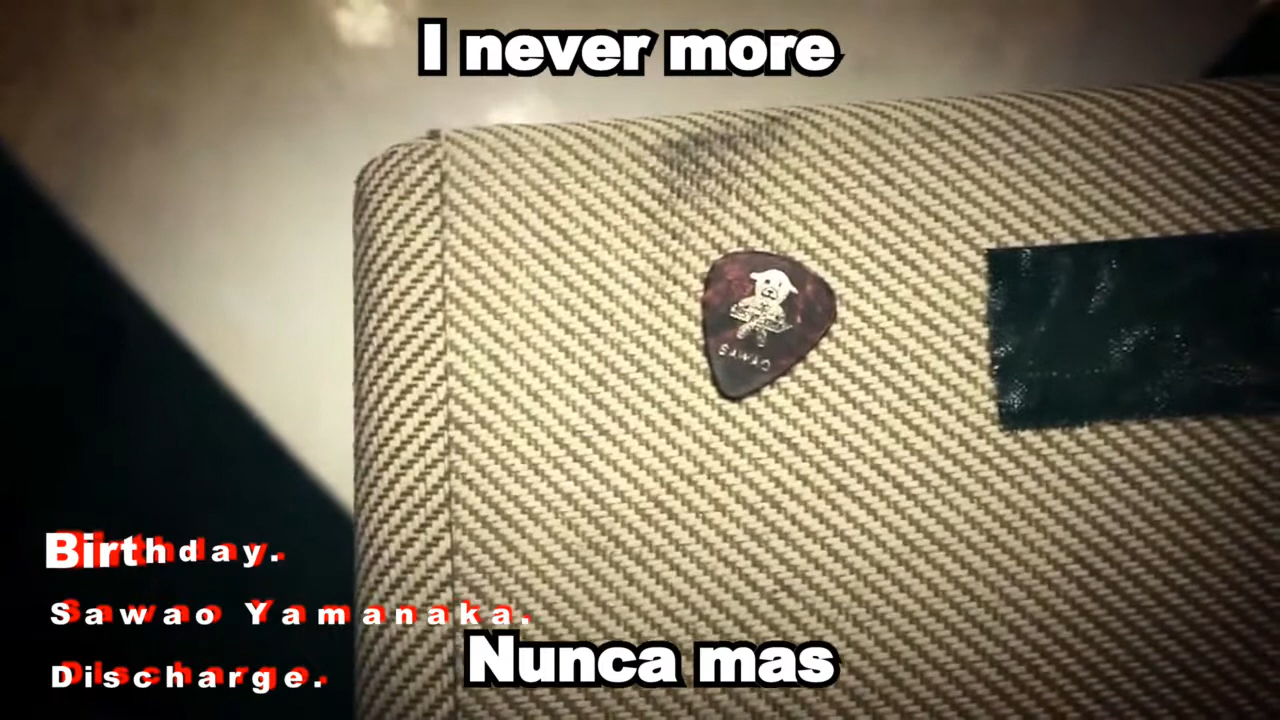 I never more
SAWAO
Birthday.
Sawao Yamanaka.
Discharge.
Nunca mas